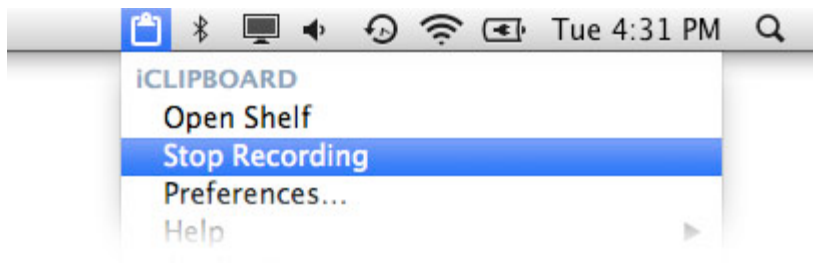 Tue 4:31 PM
iCLIPBOARD
Open Shelf
Stop Recording
Preferences...
Help